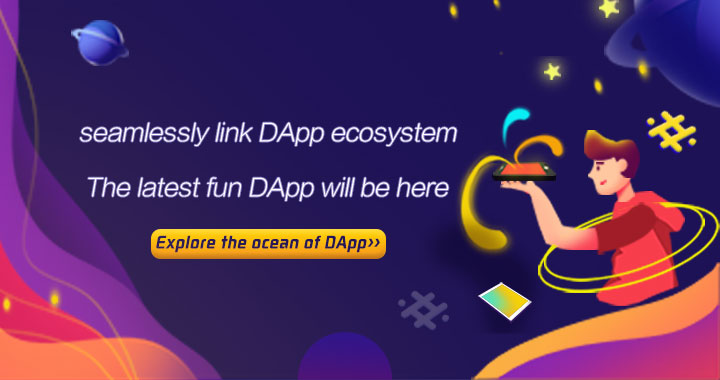 seamlessly link DApp ecosystem
The latest fun DApp will be here
Explore the ocean of DApp››